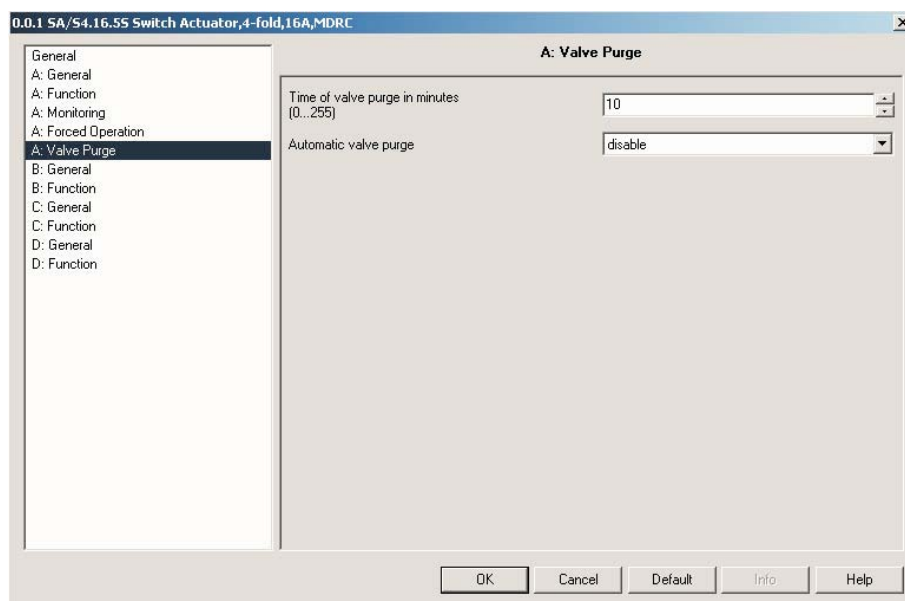 0.0.1 SA/S4.16.5S Switch Actuator,4-fold,16A,MDRC
General
A: General
A: Function
A: Monitoring
A: Forced Operation
A: Valve Purge
B: General
B: Function
C: General
C: Function
D: General
D: Function
A: Valve Purge
Time of valve purge in minutes
(0...255)
10
Automatic valve purge
disable
OK
Cancel
Default
Info
Help